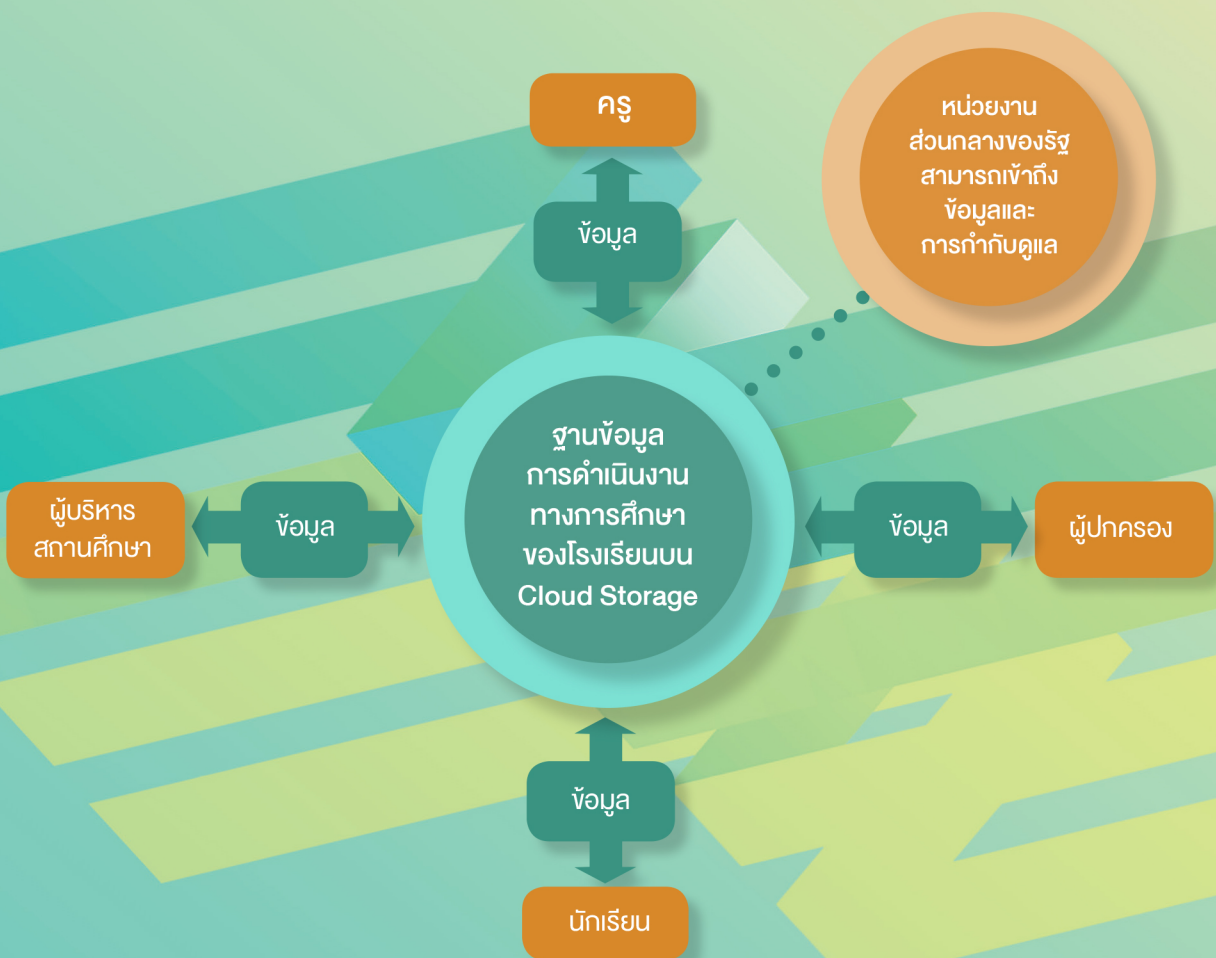 ครู
หน่วยงาน
ส่วนกลางของรัฐ
สามารถเข้าถึง
ข้อมูลและ
การกำกับดูแล
ข้อมูล
ฐานข้อมูล
การดำเนินงาน
ทางการศึกษา
ของโรงเรียนบน
Cloud Storage
ผู้บริหาร
สถานศึกษา
ข้อมูล
ข้อมูล
ผู้ปกครอง
ข้อมูล
นักเรียน